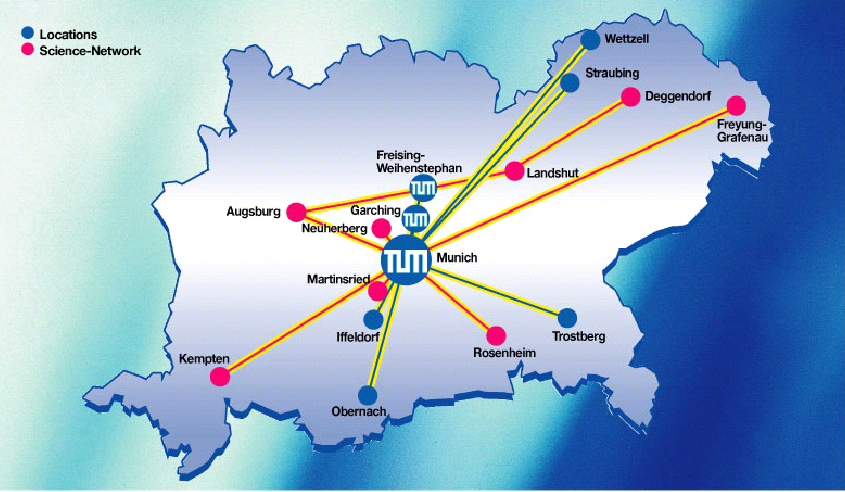 Locations
Science-Network
Wettzell
Straubing
Deggendorf
Freyung-
Grafenau
Freising-
Weihenstephan
TUM
Landshut
Augsburg
Garching
TUM
Neuherberg
TUM
Munich
Martinsried
Iffeldorf
Trostberg
Rosenheim
Kempten
Obernach